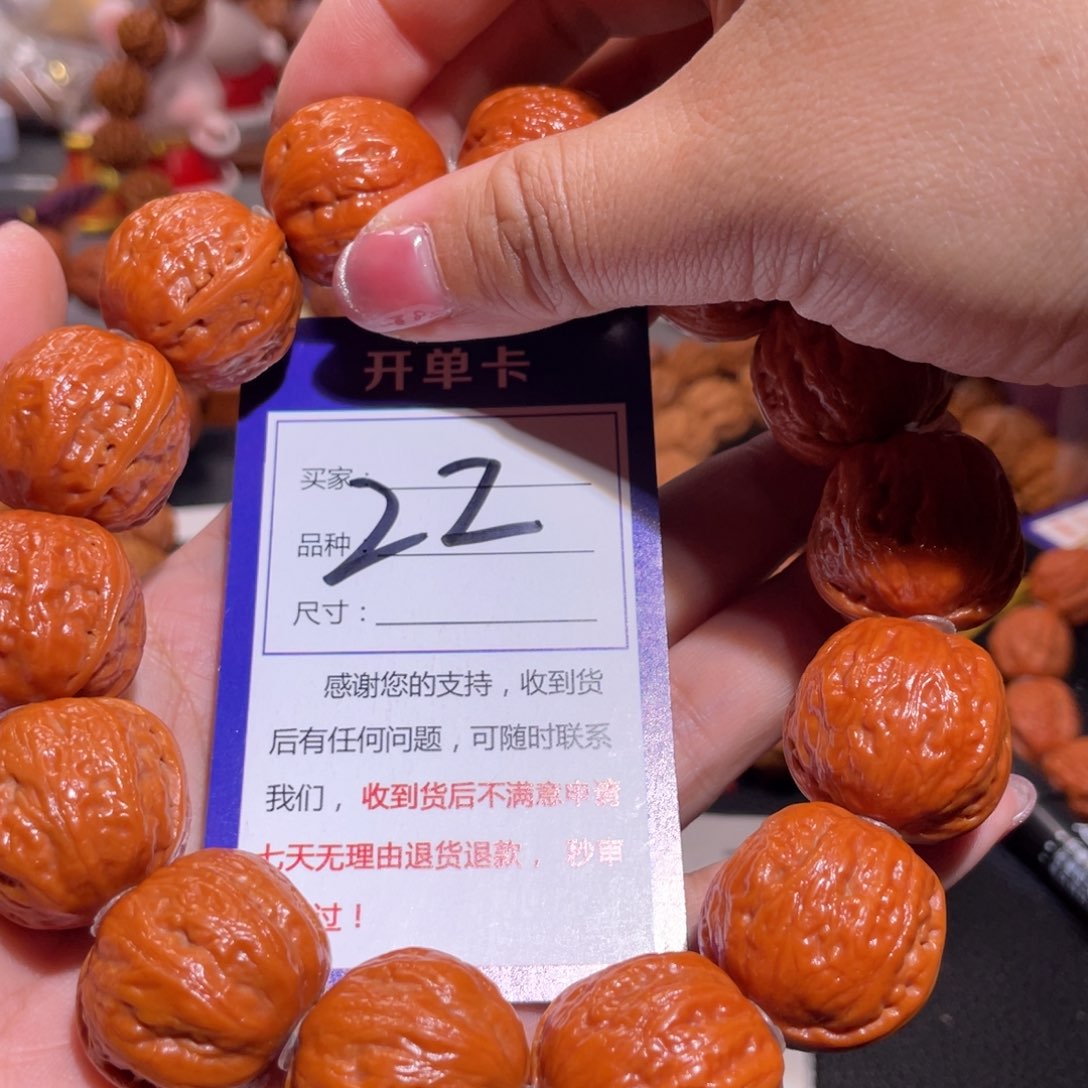 开单卡
买家：
22
品种
尺寸：
感谢您的支持，收到货
后有任何问题，可随时联系
我们，收到货后不满意申请
七天无理由退货退款，秒审
过！